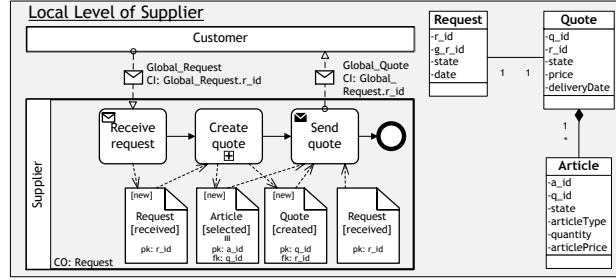 Local Level of Supplier
Customer
Global_Request
CI: Global_Request.r_id
Global_Quote
CI: Global_
Request.r_id
Supplier
Receive
request
Create
quote
Send
quote
[new]
Request
[received]
pk: r_id
[new]
Article
[selected]
III
pk: a_id
fk: q_id
[new]
Quote
[created]
pk: q_id
fk: r_id
Request
[received]
pk: r_id
CO: Request
Request
-r_id
-g_r_id
-state
-date
1
1
Quote
-q_id
-r_id
-state
-price
-deliveryDate
1
*
Article
-a_id
-q_id
-state
-articleType
-quantity
-articlePrice